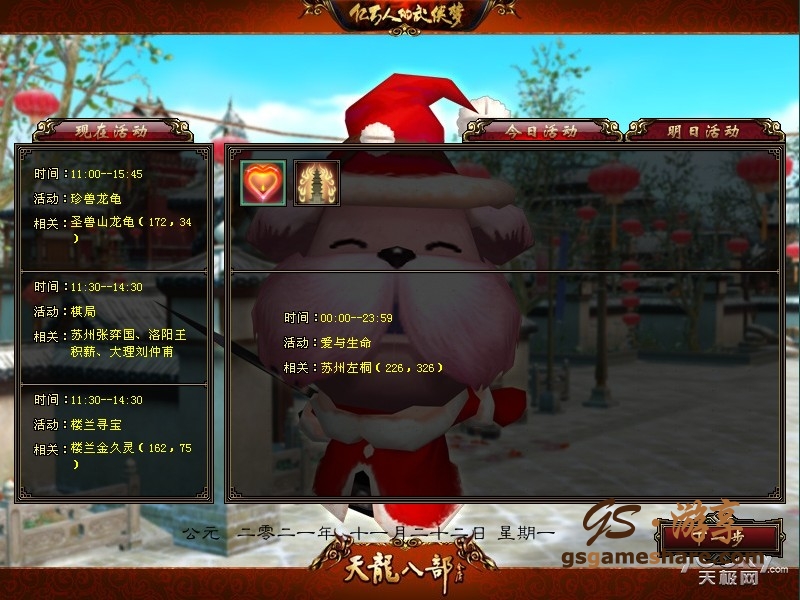 亿万人的武侠梦
现在活动
今日活动
明日活动
时间：11:00--15:45
活动：珍兽龙龟
相关：圣兽山龙龟（172，34
）
时间：11:30--14:30
活动：棋局
相关：苏州张弈国、洛阳王
积薪、大理刘仲甫
时间：11:30--14:30
活动：楼兰寻宝
相关：楼兰金久灵（162，75
）
时间：00:00--23:59
活动：爱与生命
相关：苏州左桐（226，326）
公元 二零二一年 十一月二十二日 星期一
GS·游享
gsgameshare.com
天龍八部
天极网
.com